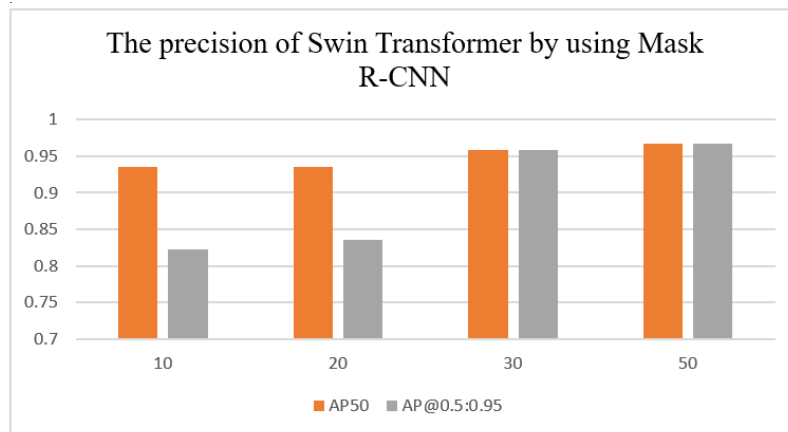 The precision of Swin Transformer by using Mask
R-CNN
1
0.95
0.9
0.85
0.8
0.75
0.7
10 20 30 50
AP50 AP@0.5:0.95